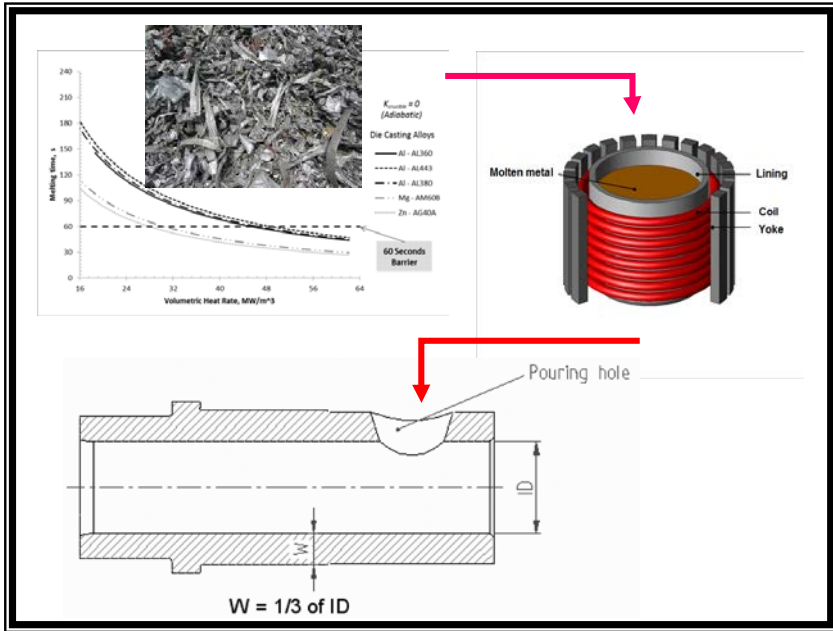 240
210
180
150
120
90
60
30
0
Melting time, s
16
24
32
40
48
56
64
Volumetric Heat Rate, MW/m^3
K crucible = 0
(Adiabatic)
Die Casting Alloys
Al - AL360
Al - AL443
Al - AL380
Mg - AM60B
Zn - AG40A
60 Seconds
Barrier
Molten metal
Lining
Coil
Yoke
Pouring hole
ID
W
W = 1/3 of ID